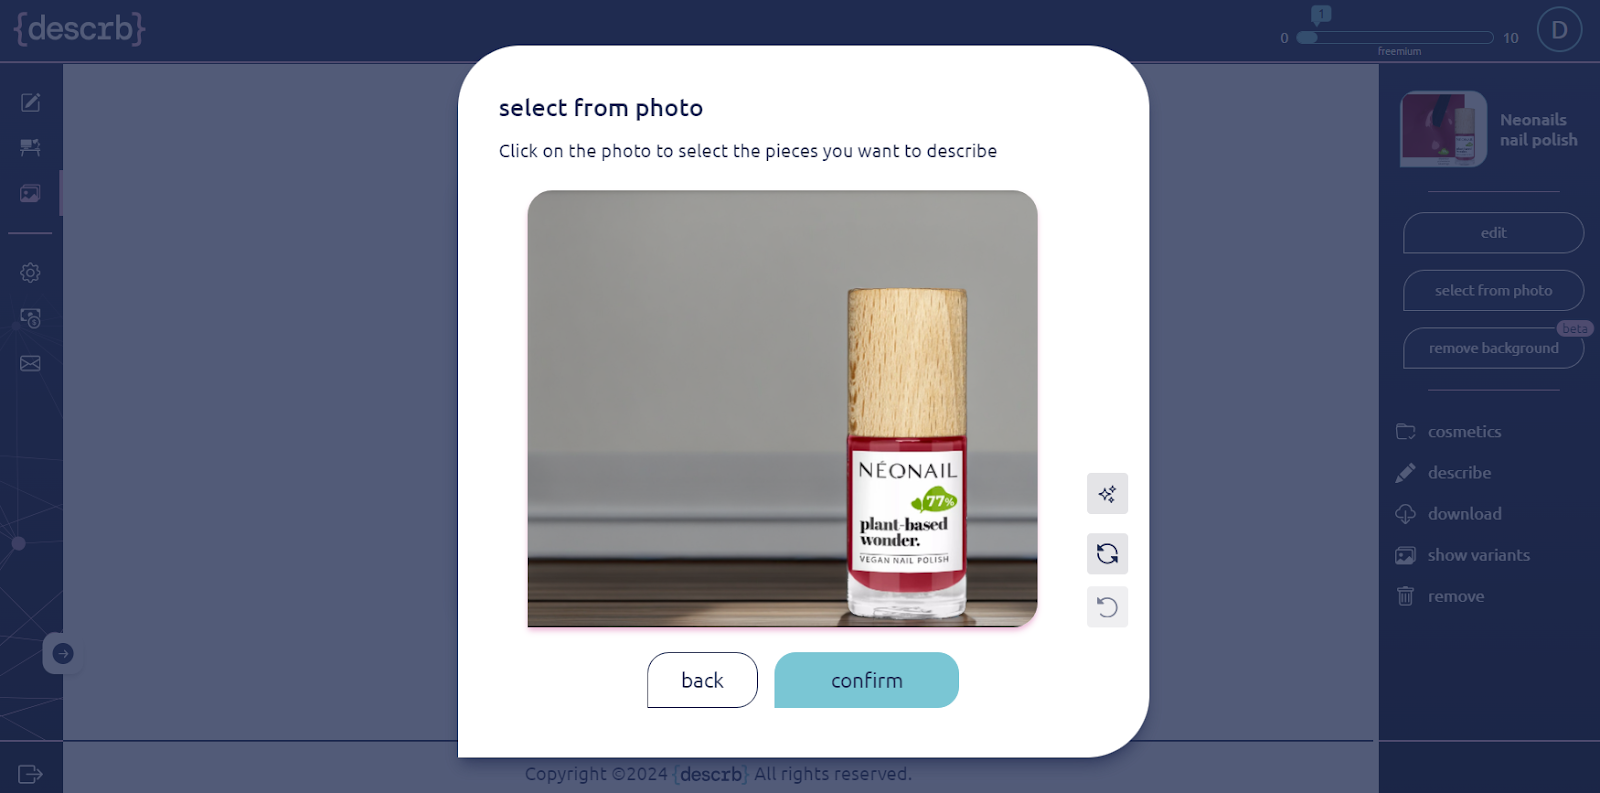 {descrb}
1
0
10
freemium
D
select from photo
Click on the photo to select the pieces you want to describe
NÉONAIL
77%
plant-based
wonder.
VEGAN NAIL POLISH
back
confirm
Neonails
nail polish
edit
select from photo
beta
remove background
cosmetics
describe
download
show variants
remove
Copyright ©2024 {descrb} All rights reserved.